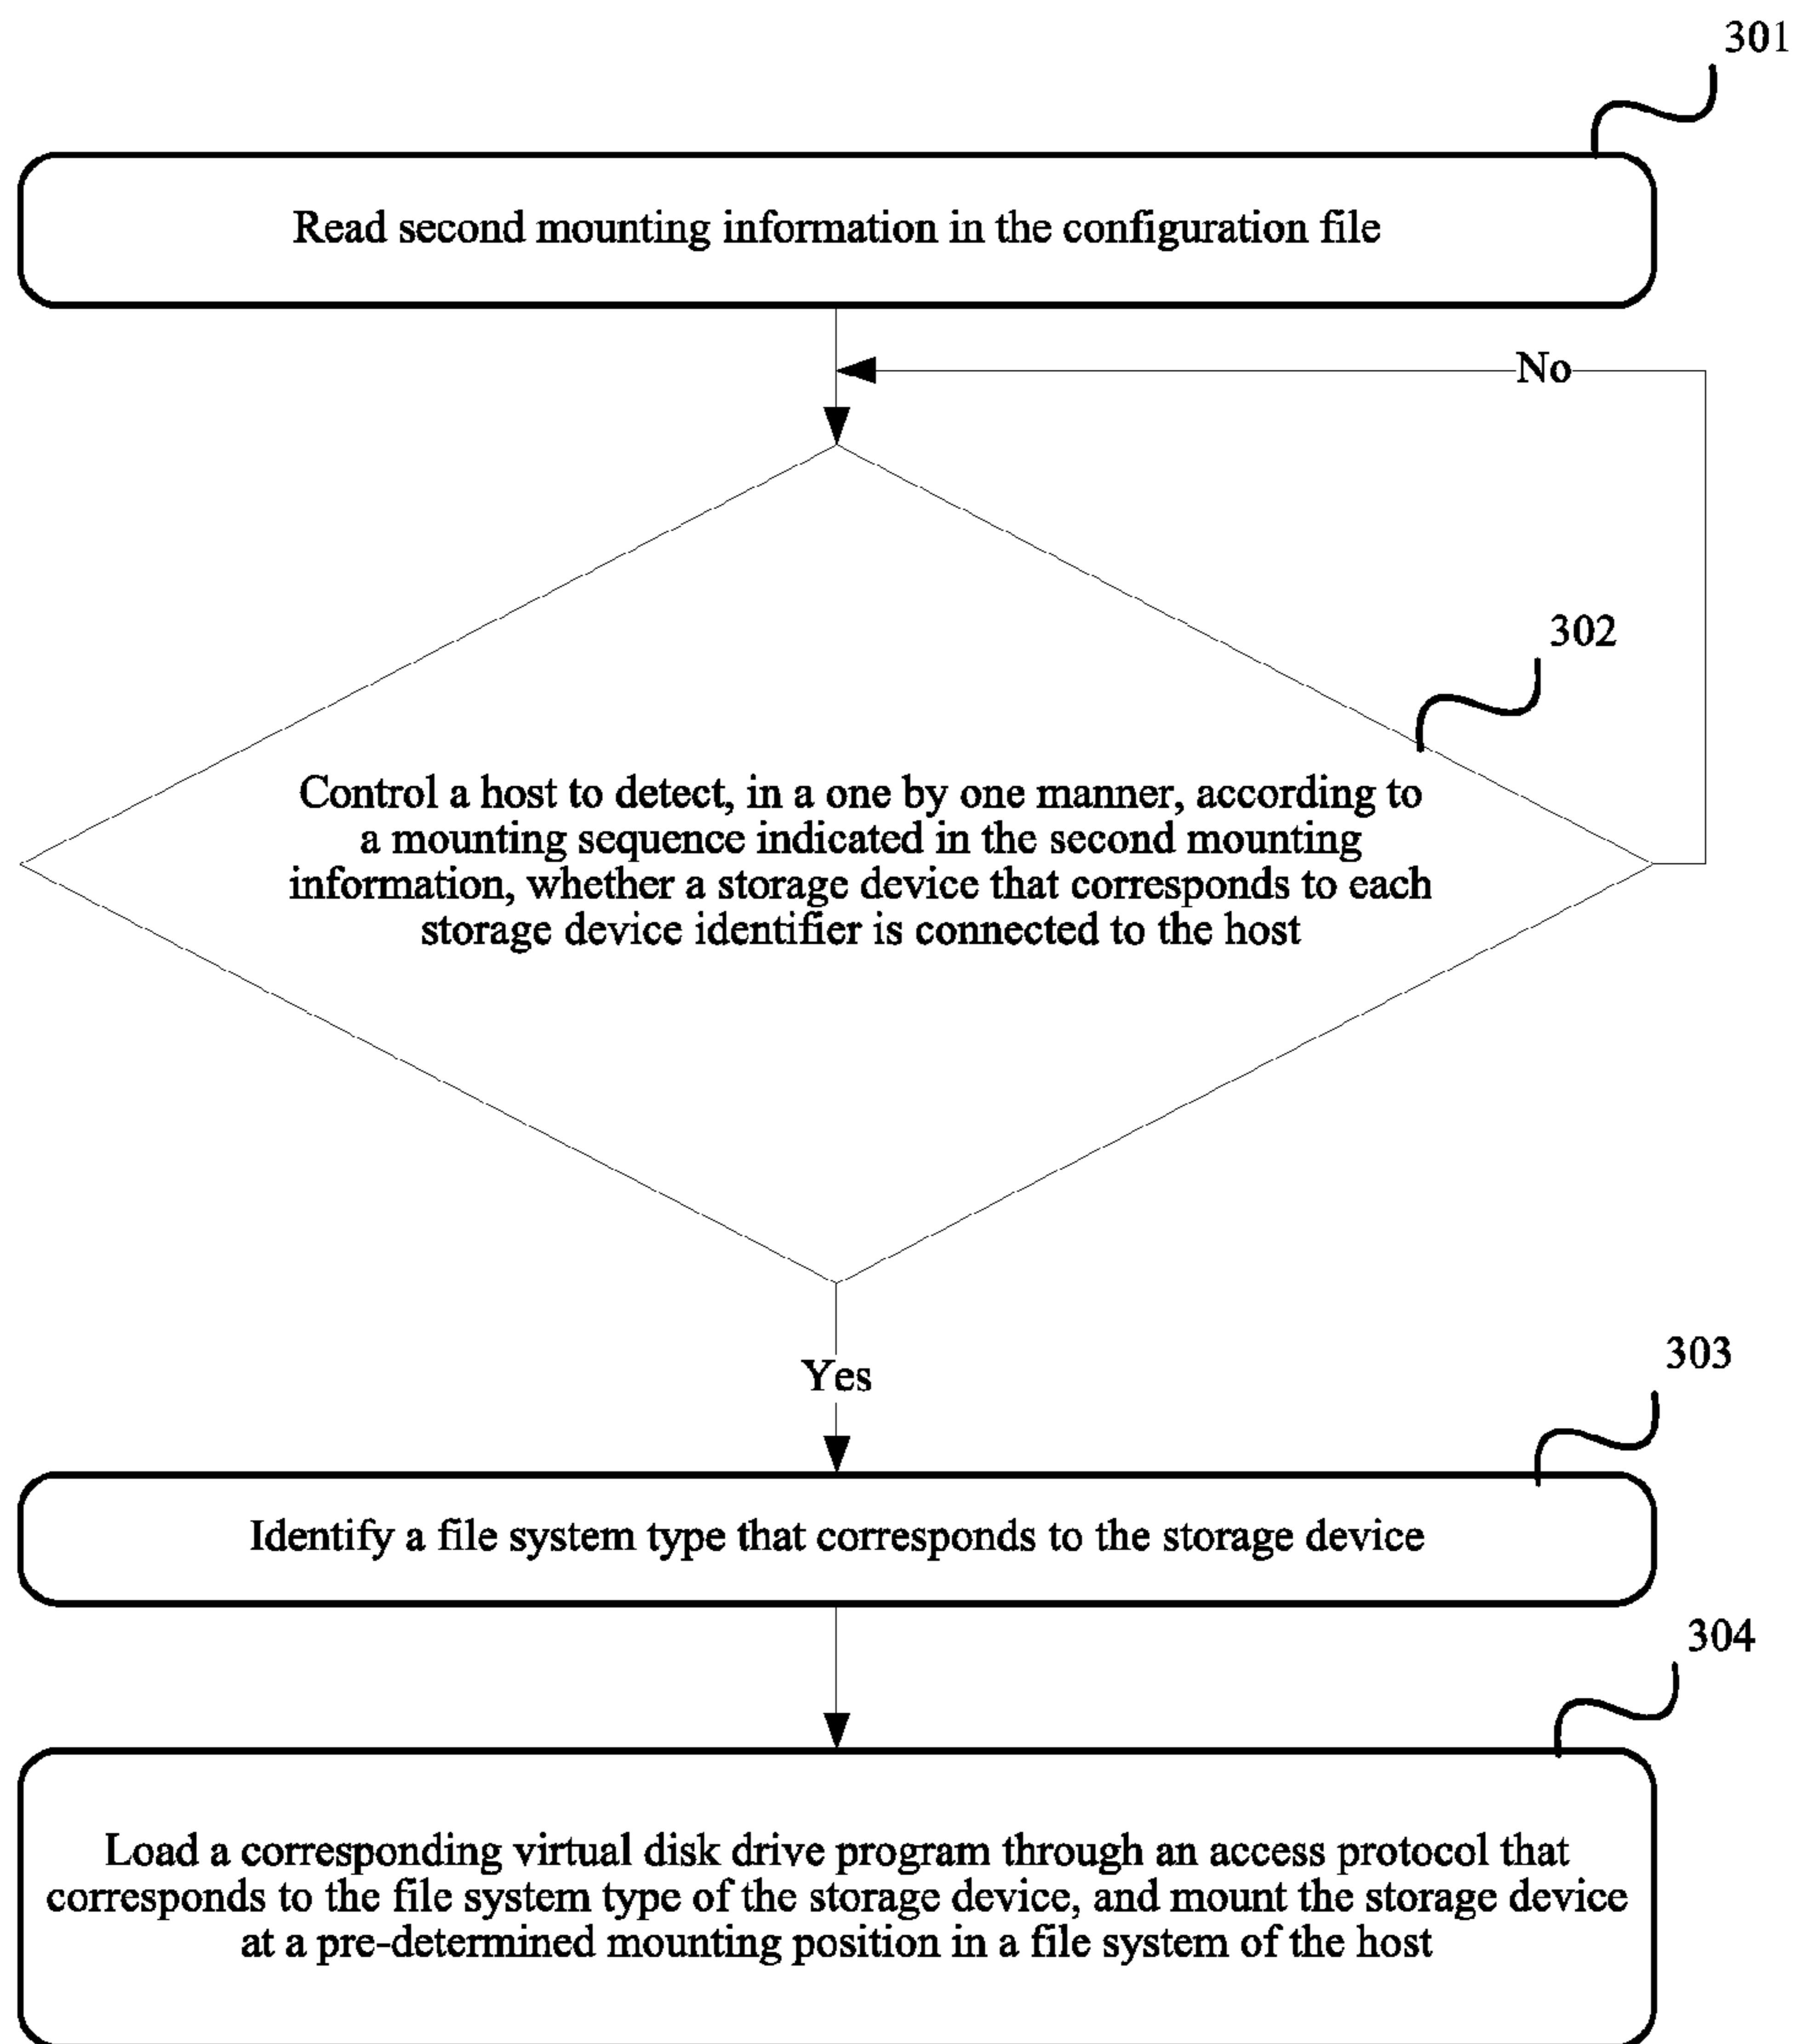 301
Read second mounting information in the configuration file
No
302
Control a host to detect, in a one by one manner, according to
a mounting sequence indicated in the second mounting
information, whether a storage device that corresponds to each
storage device identifier is connected to the host
Yes
303
Identify a file system type that corresponds to the storage device
304
Load a corresponding virtual disk drive program through an access protocol that
corresponds to the file system type of the storage device, and mount the storage device
at a pre-determined mounting position in a file system of the host